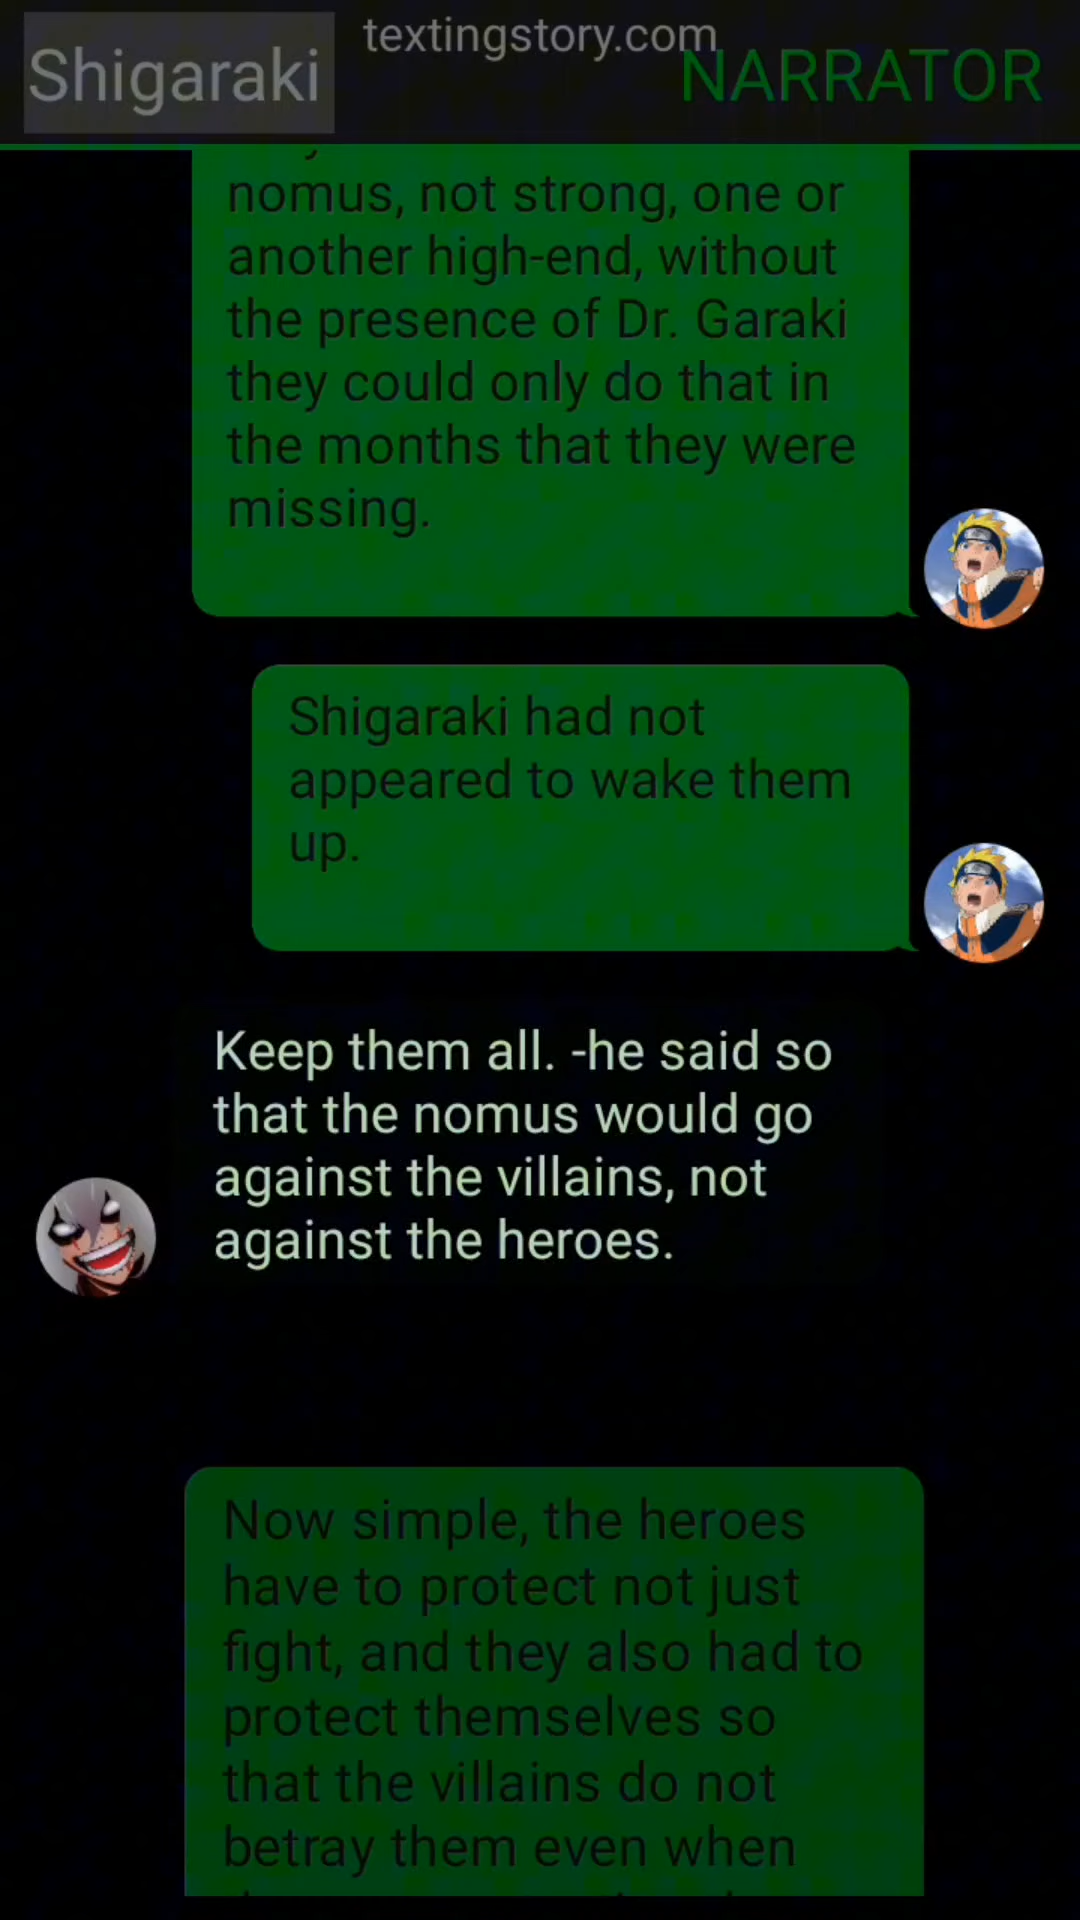 textingstory.com
Shigaraki
NARRATOR
nomus, not strong, one or
another high-end, without
the presence of Dr. Garaki
they could only do that in
the months that they were
missing.
Shigaraki had not
appeared to wake them
up.
Keep them all. -he said so
that the nomus would go
against the villains, not
against the heroes.
Now simple, the heroes
have to protect not just
fight, and they also had to
protect themselves so
that the villains do not
betray them even when